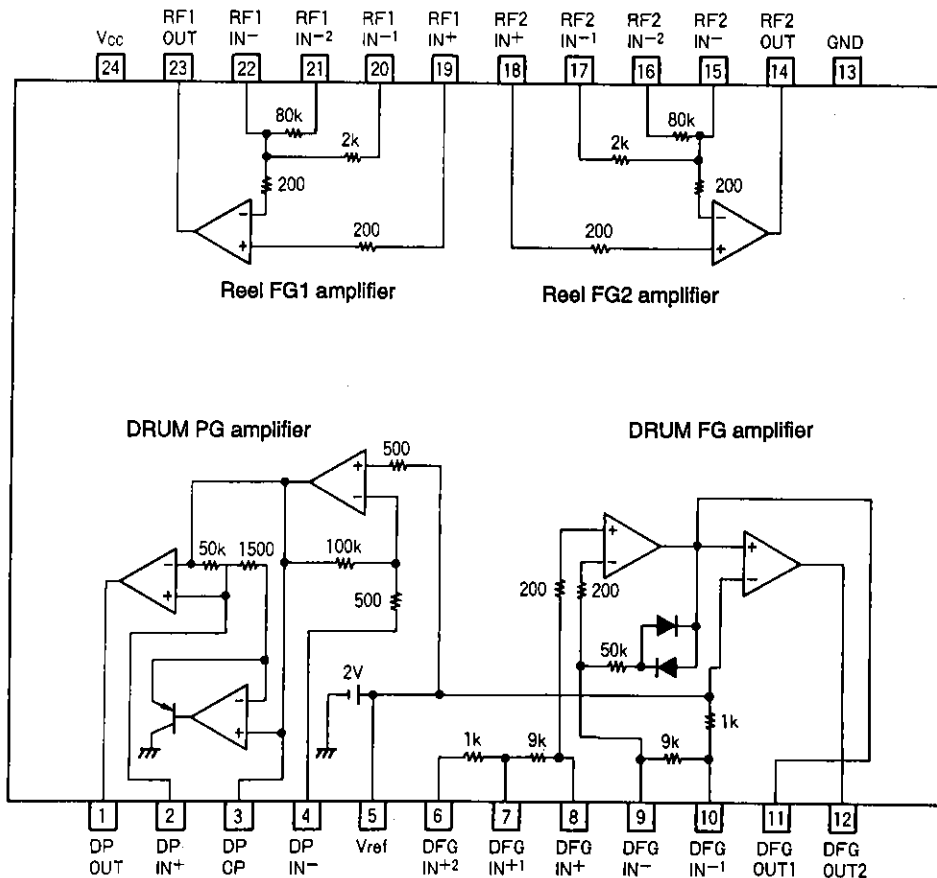 RF1 RF1 RF1 RF1 RF1 RF2 RF2 RF2 RF2 RF2
VCC OUT IN− IN−2 IN−1 IN+ IN+ IN−1 IN−2 IN− OUT GND
24 23 22 21 20 19 18 17 16 15 14 13
80k 80k
2k 2k
200 200
200 200
Reel FG1 amplifier Reel FG2 amplifier
DRUM PG amplifier DRUM FG amplifier
500
− + + +
50k 1500 100k
500 200 200
50k
2V
1k
1k 9k 9k
1 2 3 4 5 6 7 8 9 10 11 12
DP DP DP DP Vref DFG DFG DFG DFG DFG DFG DFG
OUT IN+ CP IN− IN+2 IN+1 IN+ IN− IN−1 OUT1 OUT2